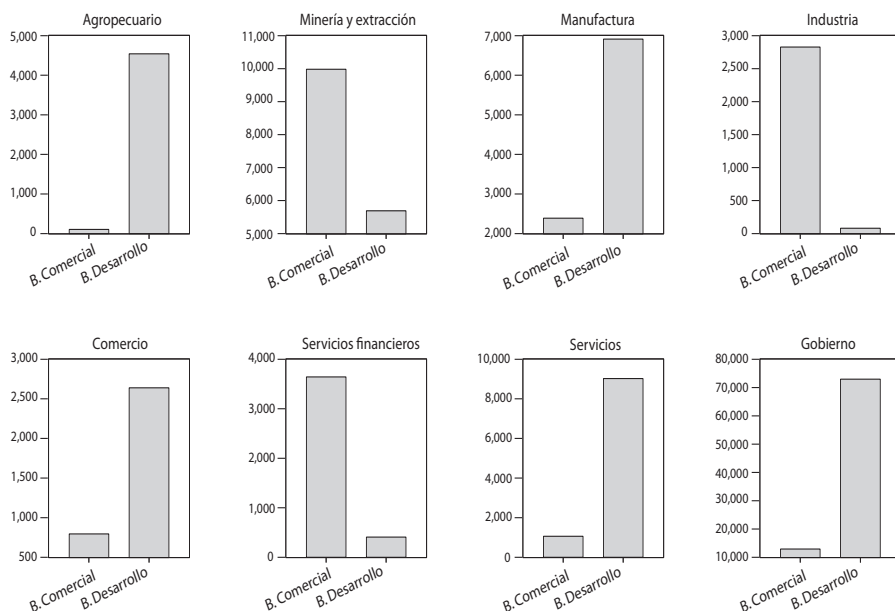 Agropecuario
5,000
4,000
3,000
2,000
1,000
0
B. Comercial
B. Desarrollo
Minería y extracción
11,000
10,000
9,000
8,000
7,000
6,000
5,000
B. Comercial
B. Desarrollo
Manufactura
7,000
6,000
5,000
4,000
3,000
2,000
B. Comercial
B. Desarrollo
Industria
3,000
2,500
2,000
1,500
1,000
500
0
B. Comercial
B. Desarrollo
Comercio
3,000
2,500
2,000
1,500
1,000
500
B. Comercial
B. Desarrollo
Servicios financieros
4,000
3,000
2,000
1,000
0
B. Comercial
B. Desarrollo
Servicios
10,000
8,000
6,000
4,000
2,000
0
B. Comercial
B. Desarrollo
Gobierno
80,000
70,000
60,000
50,000
40,000
30,000
20,000
10,000
B. Comercial
B. Desarrollo